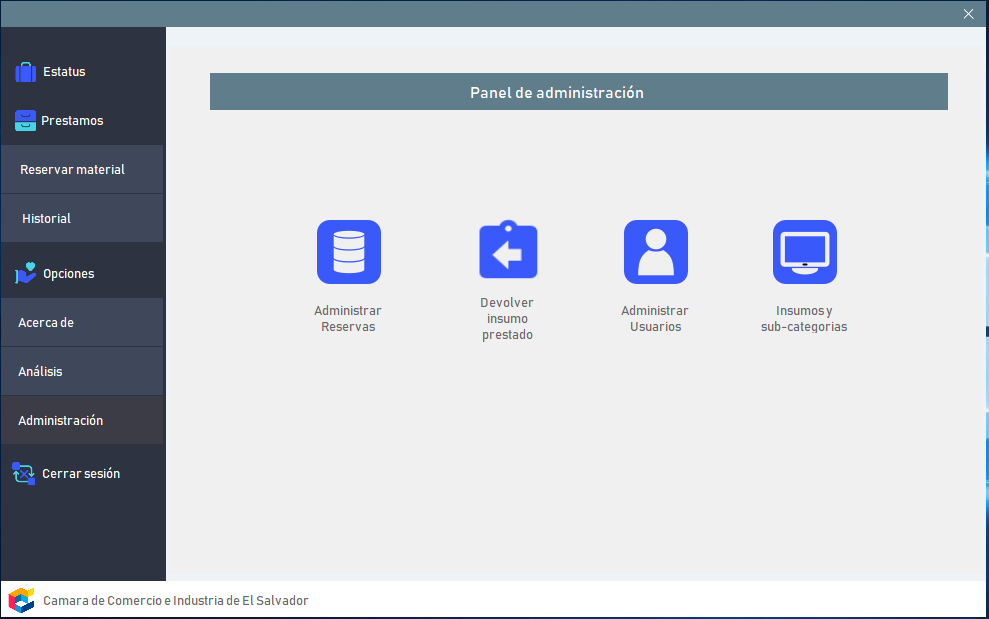 Estatus
Prestamos
Reservar material
Historial
Opciones
Acerca de
Análisis
Administración
Cerrar sesión
Panel de administración
Administrar
Reservas
Devolver
insumo
prestado
Administrar
Usuarios
Insumos y
sub-categorias
Camara de Comercio e Industria de El Salvador